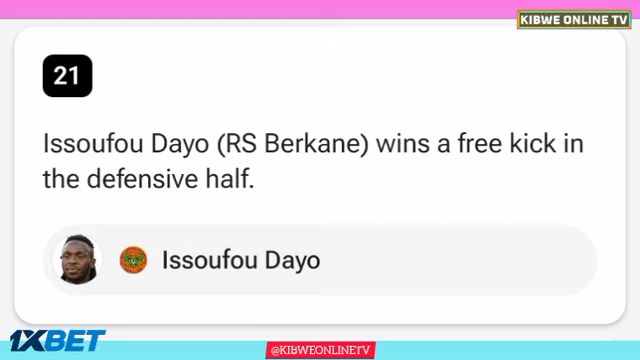 KIBWE ONLINE TV
21
Issoufou Dayo (RS Berkane) wins a free kick in
the defensive half.
Issoufou Dayo
1XBET
@KIBWEONLINETV